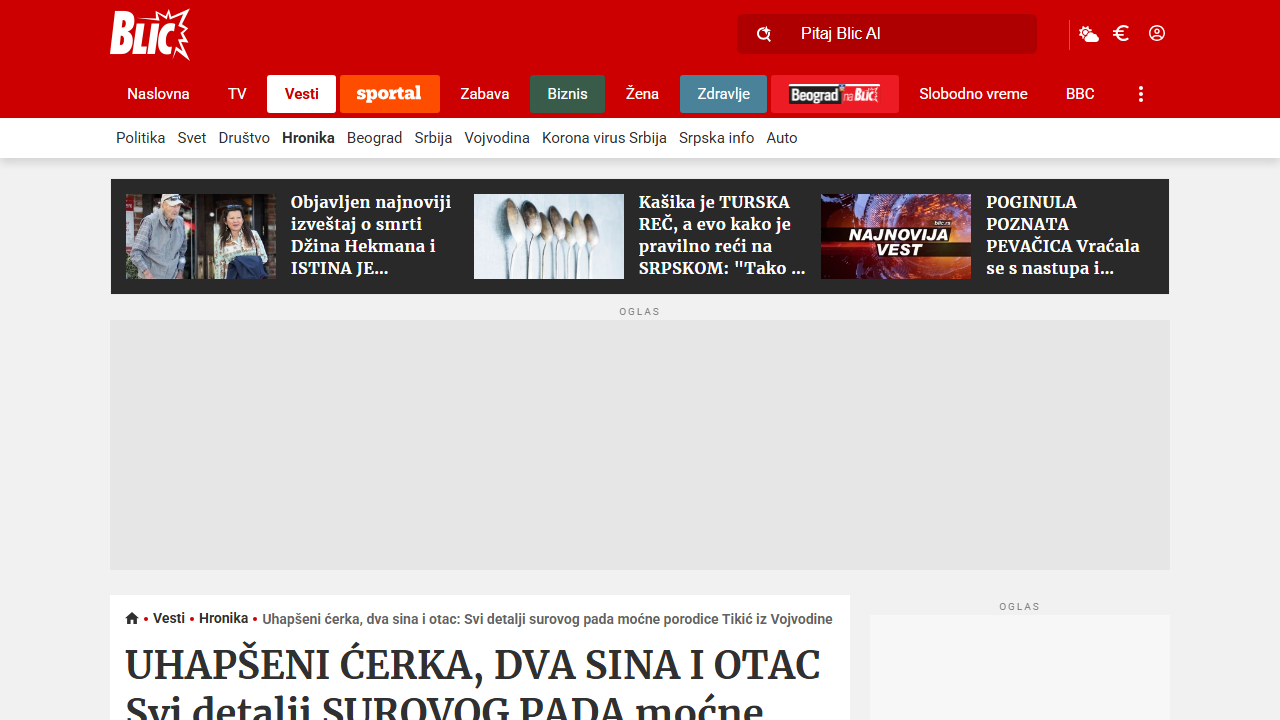 BLIC
Pitaj Blic AI
Naslovna TV Vesti sportal Zabava Biznis Žena Zdravlje Beograd na Blic Slobodno vreme BBC
Politika Svet Društvo Hronika Beograd Srbija Vojvodina Korona virus Srbija Srpska info Auto
Objavljen najnoviji
izveštaj o smrti
Džina Hekmana i
ISTINA JE...
Kašika je TURSKA
REČ, a evo kako je
pravilno reći na
SRPSKOM: "Tako ...
blic.rs
NAJNOVIJA
VEST
POGINULA
POZNATA
PEVAČICA Vraćala
se s nastupa i...
OGLAS
Vesti • Hronika • Uhapšeni ćerka, dva sina i otac: Svi detalji surovog pada moćne porodice Tikić iz Vojvodine
UHAPŠENI ĆERKA, DVA SINA I OTAC
Svi detalji SUROVOG PADA moćne
OGLAS